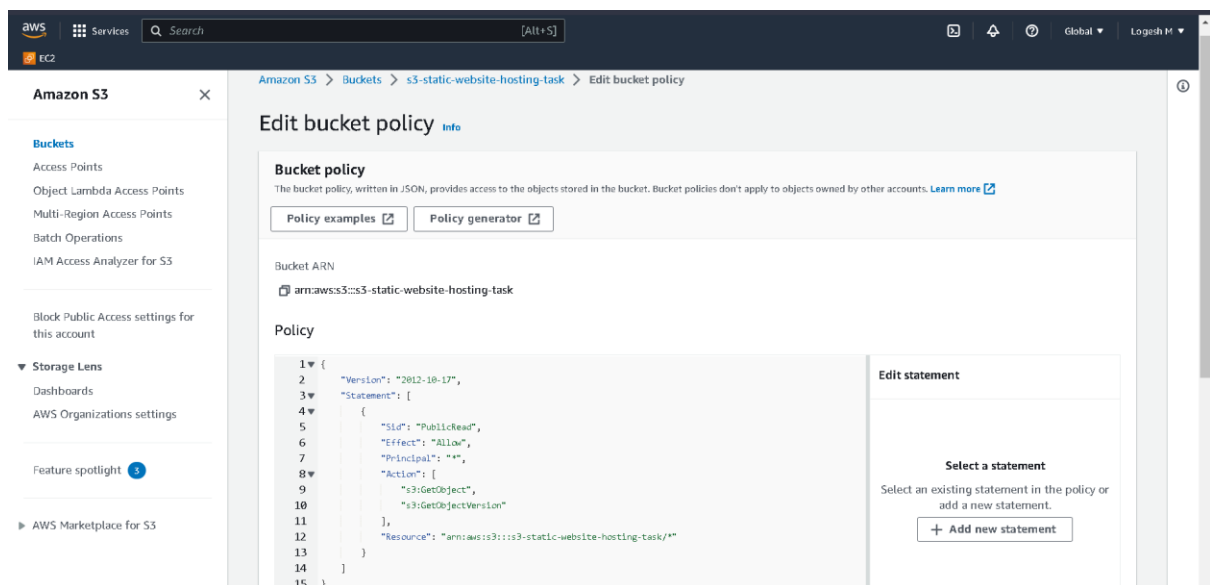 aws
Services
Search
[Alt+S]
Global
Logesh M
EC2
Amazon S3
Buckets
Access Points
Object Lambda Access Points
Multi-Region Access Points
Batch Operations
IAM Access Analyzer for S3
Block Public Access settings for
this account
Storage Lens
Dashboards
AWS Organizations settings
Feature spotlight 3
AWS Marketplace for S3
Amazon S3 > Buckets > s3-static-website-hosting-task > Edit bucket policy
Edit bucket policy Info
Bucket policy
The bucket policy, written in JSON, provides access to the objects stored in the bucket. Bucket policies don't apply to objects owned by other accounts. Learn more
Policy examples
Policy generator
Bucket ARN
arn:aws:s3:::s3-static-website-hosting-task
Policy
1 {
2 "Version": "2012-10-17",
3 "Statement": [
4 {
5 "Sid": "PublicRead",
6 "Effect": "Allow",
7 "Principal": "*",
8 "Action": [
9 "s3:GetObject",
10 "s3:GetObjectVersion"
11 ],
12 "Resource": "arn:aws:s3:::s3-static-website-hosting-task/*"
13 }
14 ]
15 }
Edit statement
Select a statement
Select an existing statement in the policy or
add a new statement.
+ Add new statement